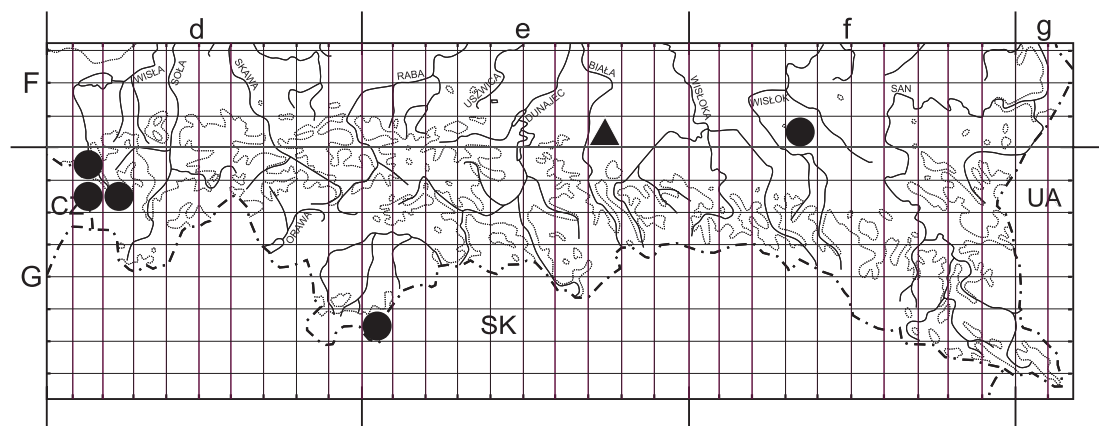 d e f g
F
WISŁA
SOŁA
SKAWA
RABA
USZWICA
DUNAJEC
BIAŁA
WISŁOKA
WISŁOK
SAN
CZ
ORAWA
UA
G
SK